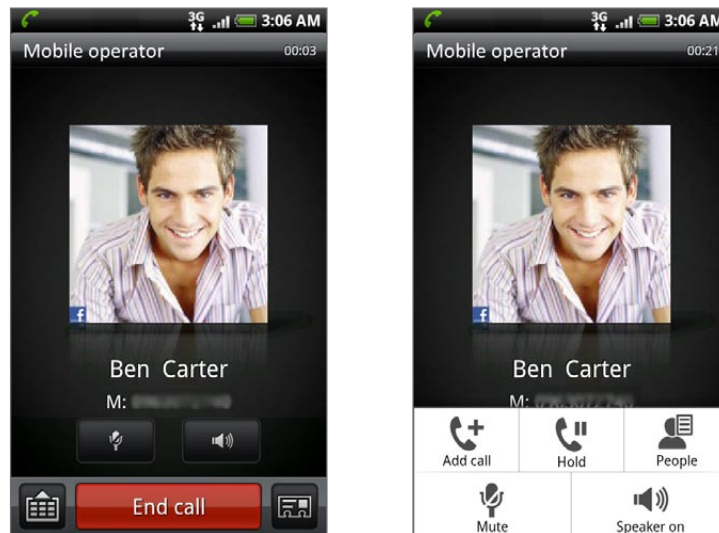 3G 3:06 AM
Mobile operator 00:03
f
Ben Carter
M:
End call
3G 3:06 AM
Mobile operator 00:21
f
Ben Carter
M:
Add call Hold People
Mute Speaker on